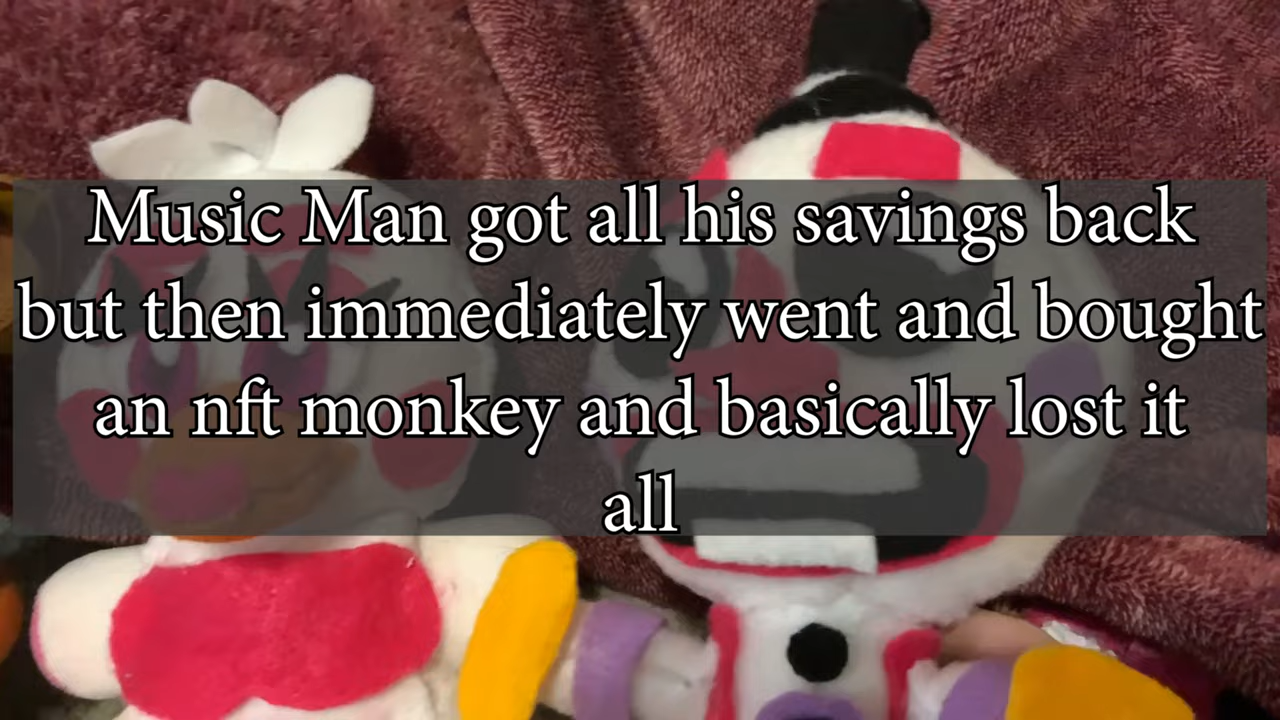 Music Man got all his savings back
but then immediately went and bought
an nft monkey and basically lost it
all